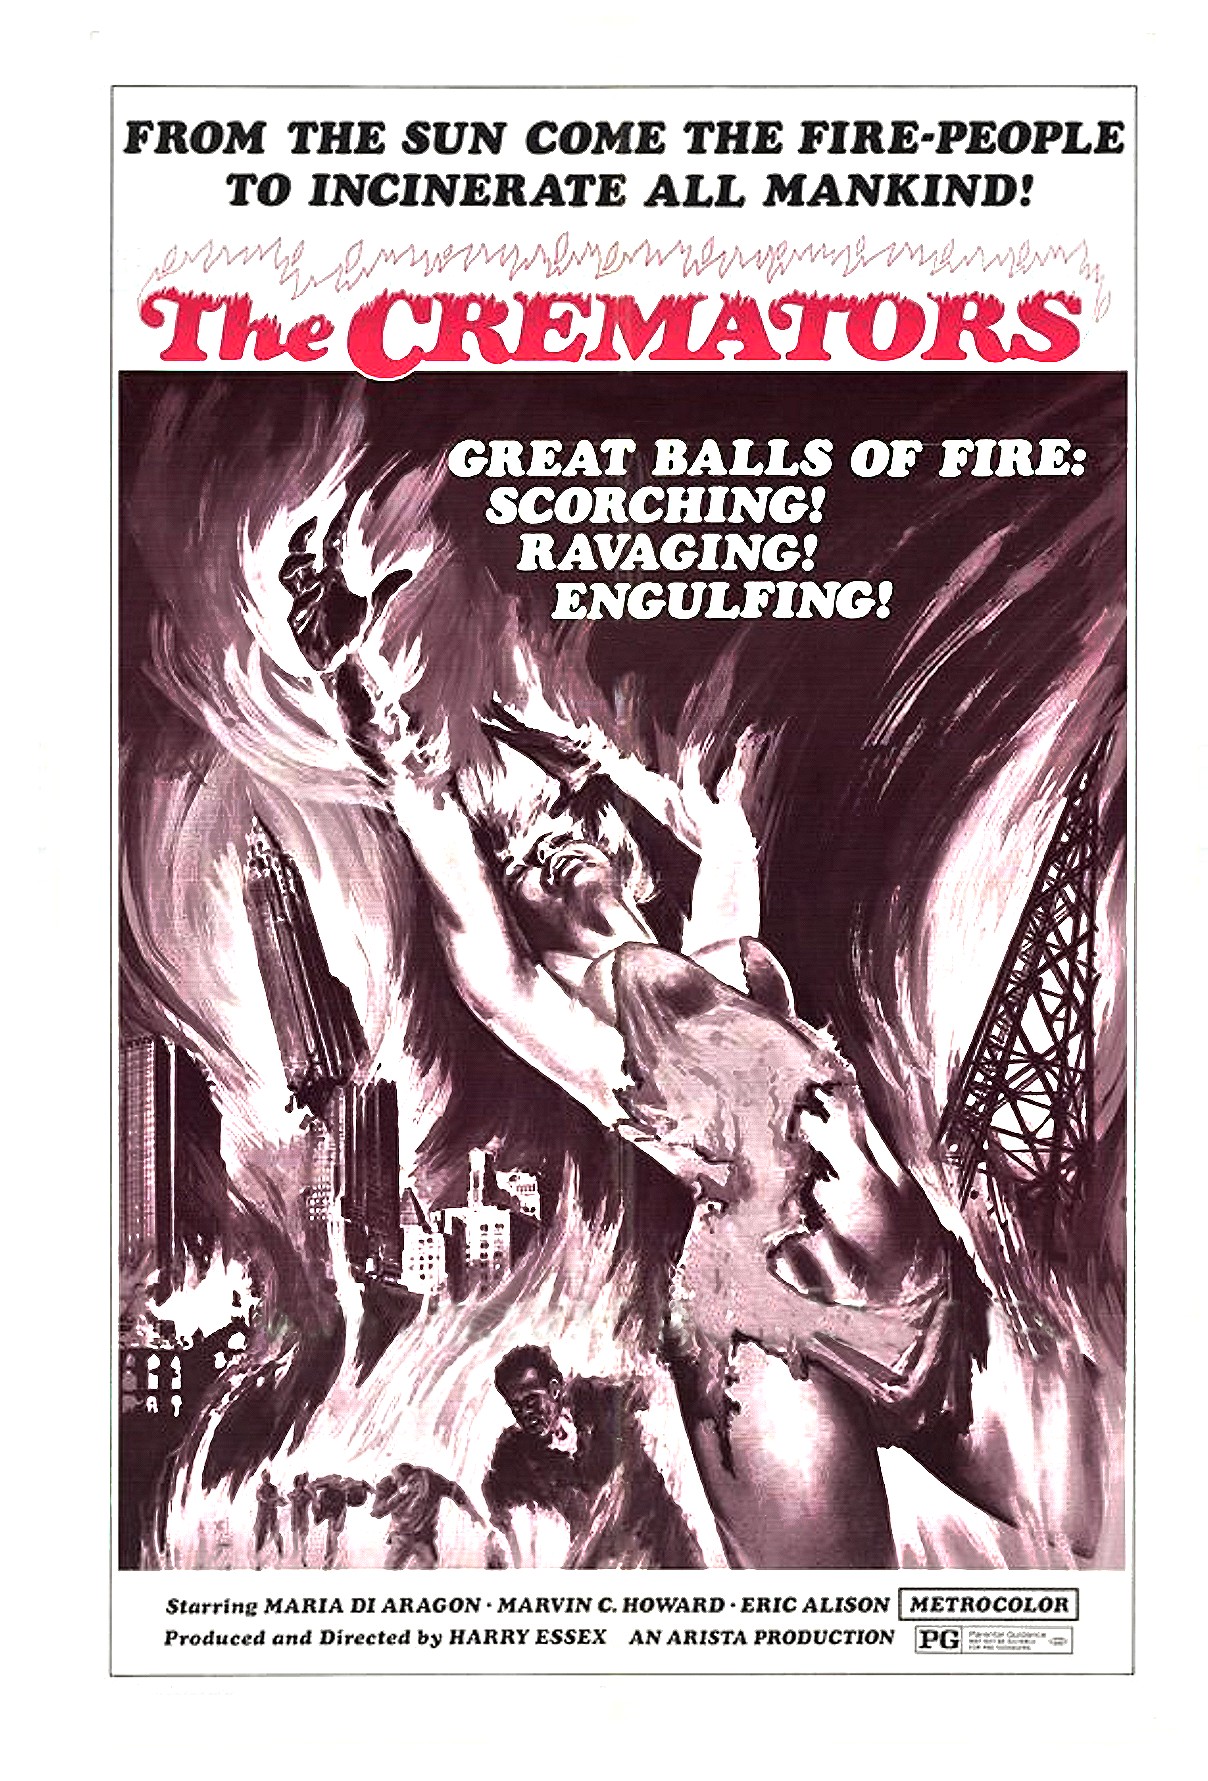 FROM THE SUN COME THE FIRE-PEOPLE
TO INCINERATE ALL MANKIND!
The CREMATORS
GREAT BALLS OF FIRE:
SCORCHING!
RAVAGING!
ENGULFING!
Starring MARIA DI ARAGON · MARVIN C. HOWARD · ERIC ALISON METROCOLOR
Produced and Directed by HARRY ESSEX AN ARISTA PRODUCTION PG Parental Guidance